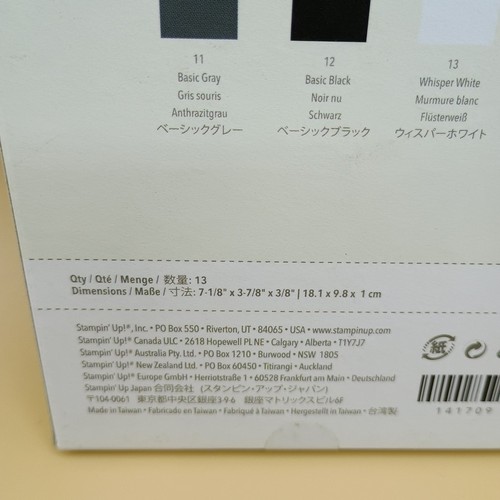 11
Basic Gray
Gris souris
Anthrazitgrau
ベーシックグレー
12
Basic Black
Noir nu
Schwarz
ベーシックブラック
13
Whisper White
Murmure blanc
Flüsterweiß
ウィスパーホワイト
Qty / Qté / Menge / 数量: 13
Dimensions / Maße / 寸法: 7-1/8" x 3-7/8" x 3/8" | 18.1 x 9.8 x 1 cm
Stampin' Up!®, Inc. • PO Box 550 • Riverton, UT • 84065 • USA • www.stampinup.com
Stampin' Up!® Canada ULC • 2618 Hopewell PL NE • Calgary • Alberta • T1Y7J7
Stampin' Up!® Australia Pty. Ltd. • PO Box 1210 • Burwood • NSW 1805
Stampin' Up!® New Zealand Ltd. • PO Box 60450 • Titirangi • Auckland
Stampin' Up!® Europe GmbH • Herriotstraße 1 • 60528 Frankfurt am Main • Deutschland
Stampin' Up Japan 合同会社 (スタンピン・アップ・ジャパン)
〒104-0061 東京都中央区銀座3-9-6 銀座マトリックスビル6F
Made in Taiwan • Fabricado en Taiwan • Fabriqué à Taiwan • Hergestellt in Taiwan • 台湾製
紙
141709